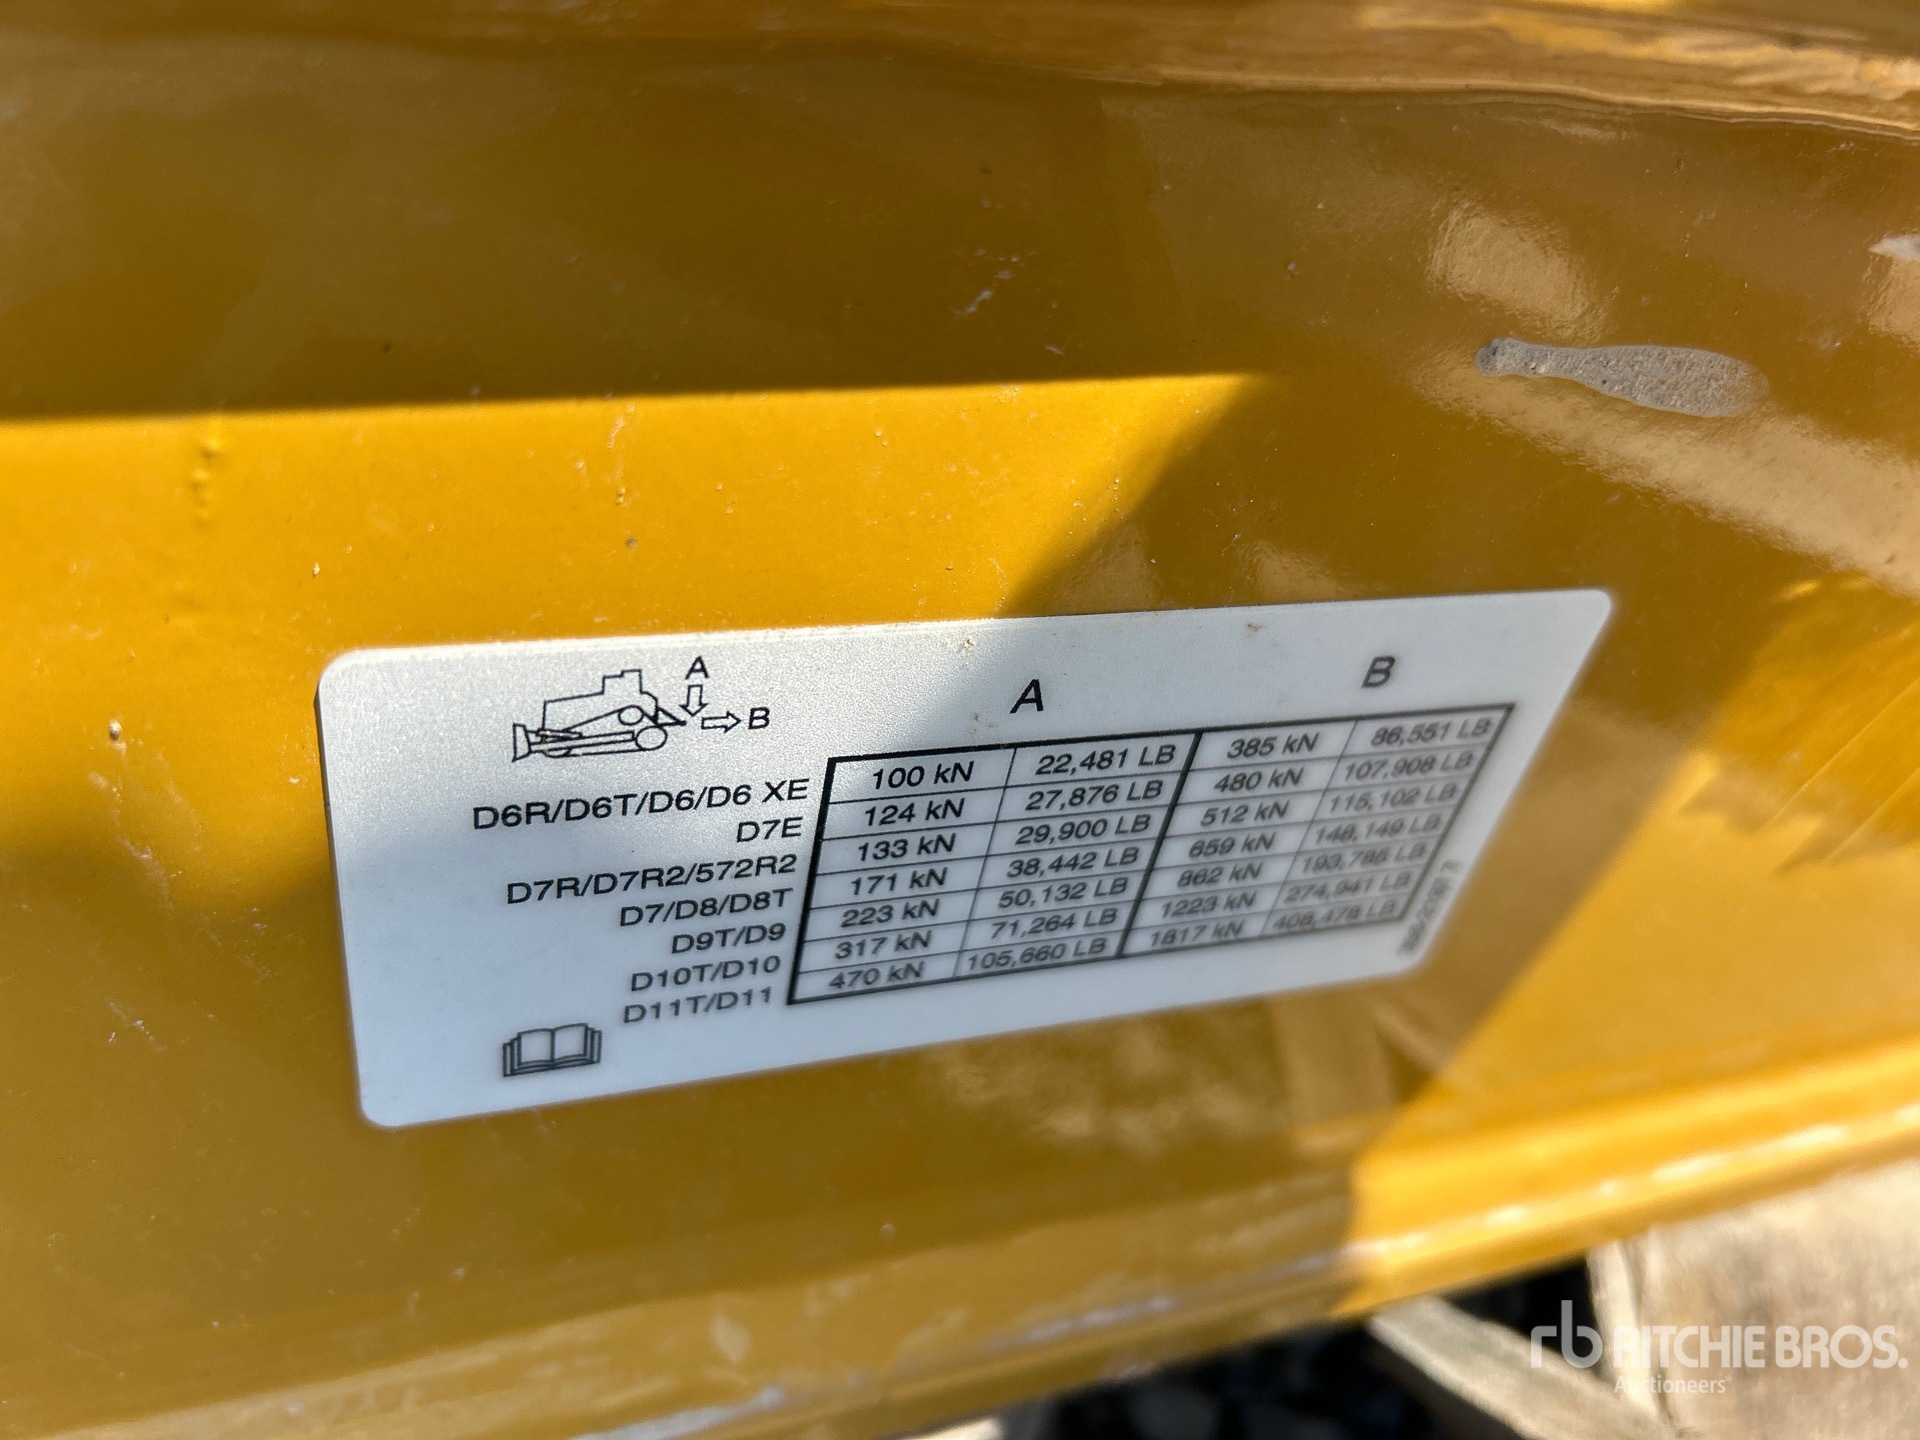 A
B
A B
D6R/D6T/D6/D6 XE 100 kN 22,481 LB 385 kN 86,551 LB
D7E 124 kN 27,876 LB 480 kN 107,908 LB
D7R/D7R2/572R2 133 kN 29,900 LB 512 kN 115,102 LB
D7/D8/D8T 171 kN 38,442 LB 659 kN 148,149 LB
D9T/D9 223 kN 50,132 LB 862 kN 193,785 LB
D10T/D10 317 kN 71,264 LB 1223 kN 274,941 LB
D11T/D11 470 kN 105,660 LB 1817 kN 408,478 LB
rb RITCHIE BROS.
Auctioneers